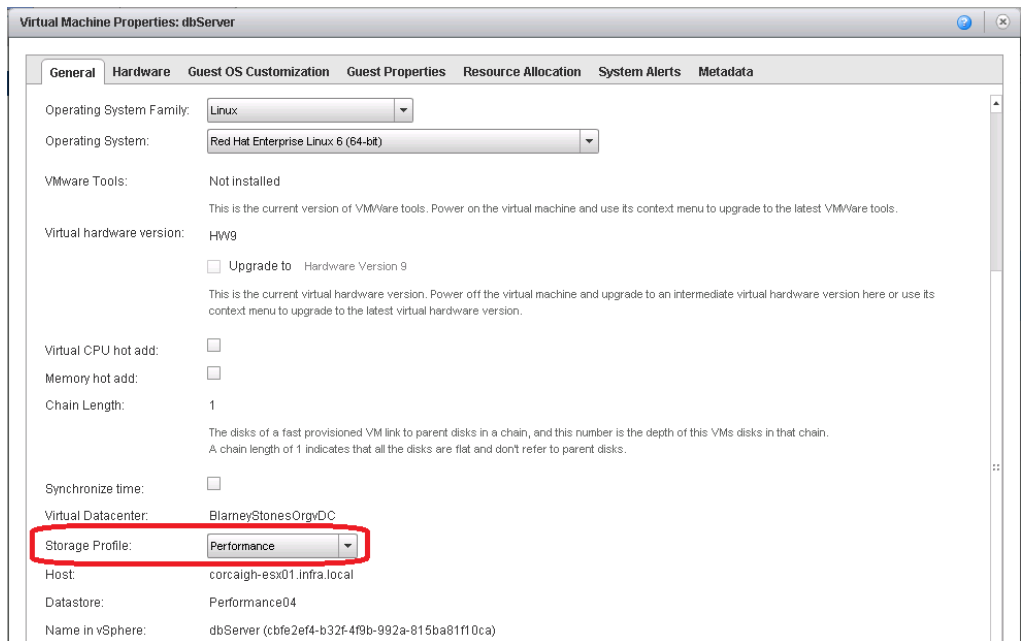 Virtual Machine Properties: dbServer
General Hardware Guest OS Customization Guest Properties Resource Allocation System Alerts Metadata
Operating System Family: Linux
Operating System: Red Hat Enterprise Linux 6 (64-bit)
VMware Tools: Not installed
This is the current version of VMWare tools. Power on the virtual machine and use its context menu to upgrade to the latest VMWare tools.
Virtual hardware version: HW9
Upgrade to Hardware Version 9
This is the current virtual hardware version. Power off the virtual machine and upgrade to an intermediate virtual hardware version here or use its
context menu to upgrade to the latest virtual hardware version.
Virtual CPU hot add:
Memory hot add:
Chain Length: 1
The disks of a fast provisioned VM link to parent disks in a chain, and this number is the depth of this VMs disks in that chain.
A chain length of 1 indicates that all the disks are flat and don't refer to parent disks.
Synchronize time:
Virtual Datacenter: BlarneyStonesOrgvDC
Storage Profile: Performance
Host: corcaigh-esx01.infra.local
Datastore: Performance04
Name in vSphere: dbServer (cbfe2ef4-b32f-4f9b-992a-815ba81f10ca)